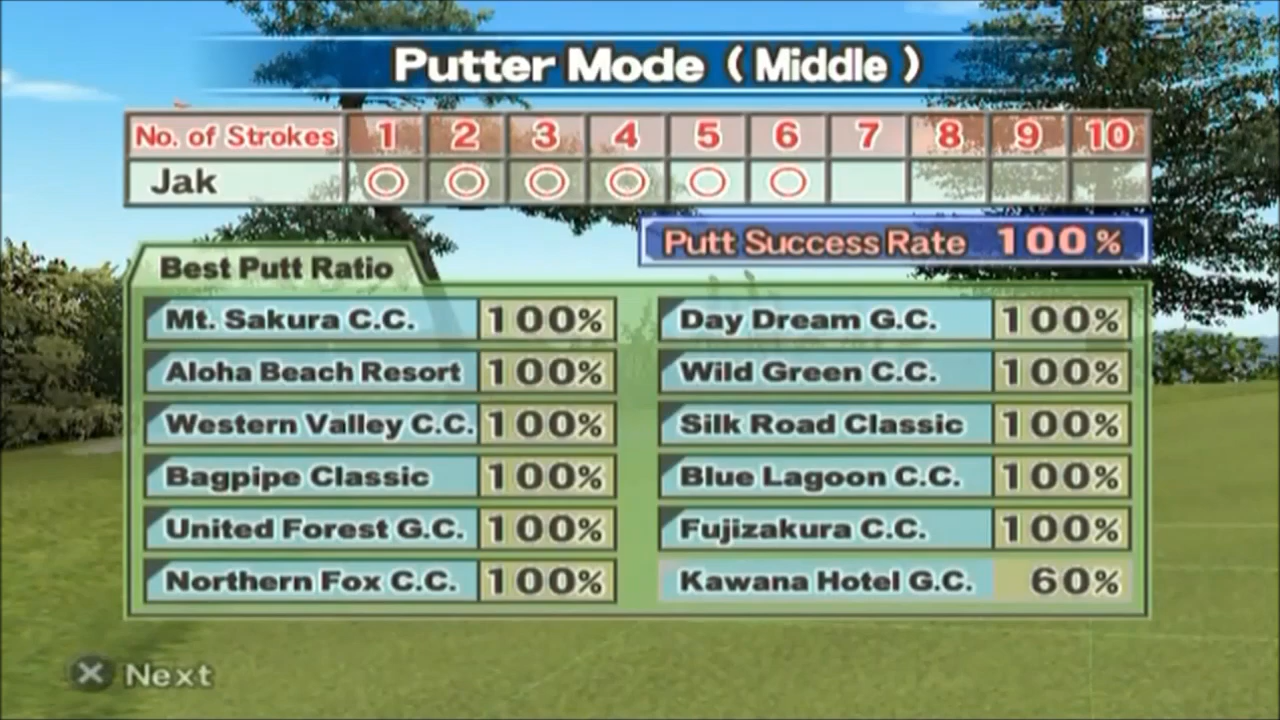 Putter Mode ( Middle )
No. of Strokes 1 2 3 4 5 6 7 8 9 10
Jak
Putt Success Rate 100%
Best Putt Ratio
Mt. Sakura C.C. 100%
Day Dream G.C. 100%
Aloha Beach Resort 100%
Wild Green C.C. 100%
Western Valley C.C. 100%
Silk Road Classic 100%
Bagpipe Classic 100%
Blue Lagoon C.C. 100%
United Forest G.C. 100%
Fujizakura C.C. 100%
Northern Fox C.C. 100%
Kawana Hotel G.C. 60%
Next